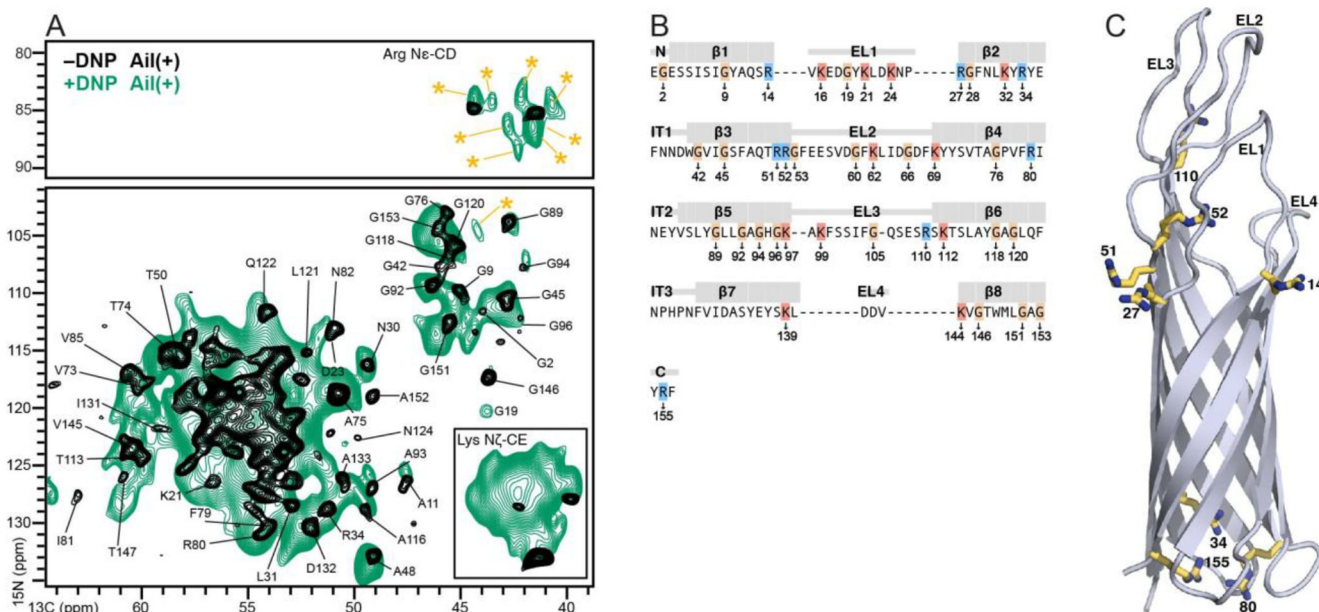 A
B
C
–DNP Ail(+)
+DNP Ail(+)
Arg Nε-CD
* * * *
* * * *
80
85
90
*
G76
G120
G89
G153
G118
G42
G92
G9
G94
G45
G96
G2
G151
G146
G19
Q122
L121
N82
T50
T74
N30
V85
V73
D23
A152
A75
I131
V145
T113
N124
A133
A93
K21
A11
F79
R80
R34
A116
I81
T147
L31
D132
A48
Lys Nζ-CE
105
110
115
120
125
130
15N (ppm)
13C (ppm) 60 55 50 45 40
N β1 EL1 β2
EGESSISIGYAQSR-----VKEDGYKLDKNP------RGFNLKYRYE
2 9 14 16 19 21 24 27 28 32 34
IT1 β3 EL2 β4
FNNDWGVIGSFAQTRRGFEESVDGFKLIDGDFKYYSVTAGPVFRI
42 45 51 52 53 60 62 66 69 76 80
IT2 β5 EL3 β6
NEYVSLYGLLGAGHGK--AKFSSIFG-QSESRSKTSLAYGAGLQF
89 92 94 96 97 99 105 110 112 118 120
IT3 β7 EL4 β8
NPHPNFVIDASYEYSKL------------DDV------------KVGTWMLGAG
139 144 146 151 153
C
YRF
155
EL2
EL3
EL1
EL4
110
52
51
27
14
34
155
80